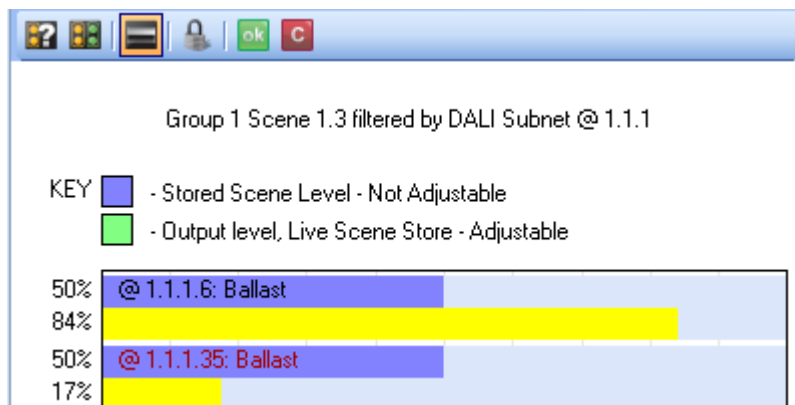 ? ok C
Group 1 Scene 1.3 filtered by DALI Subnet @ 1.1.1
KEY - Stored Scene Level - Not Adjustable
- Output level, Live Scene Store - Adjustable
50% @ 1.1.1.6: Ballast
84%
50% @ 1.1.1.35: Ballast
17%